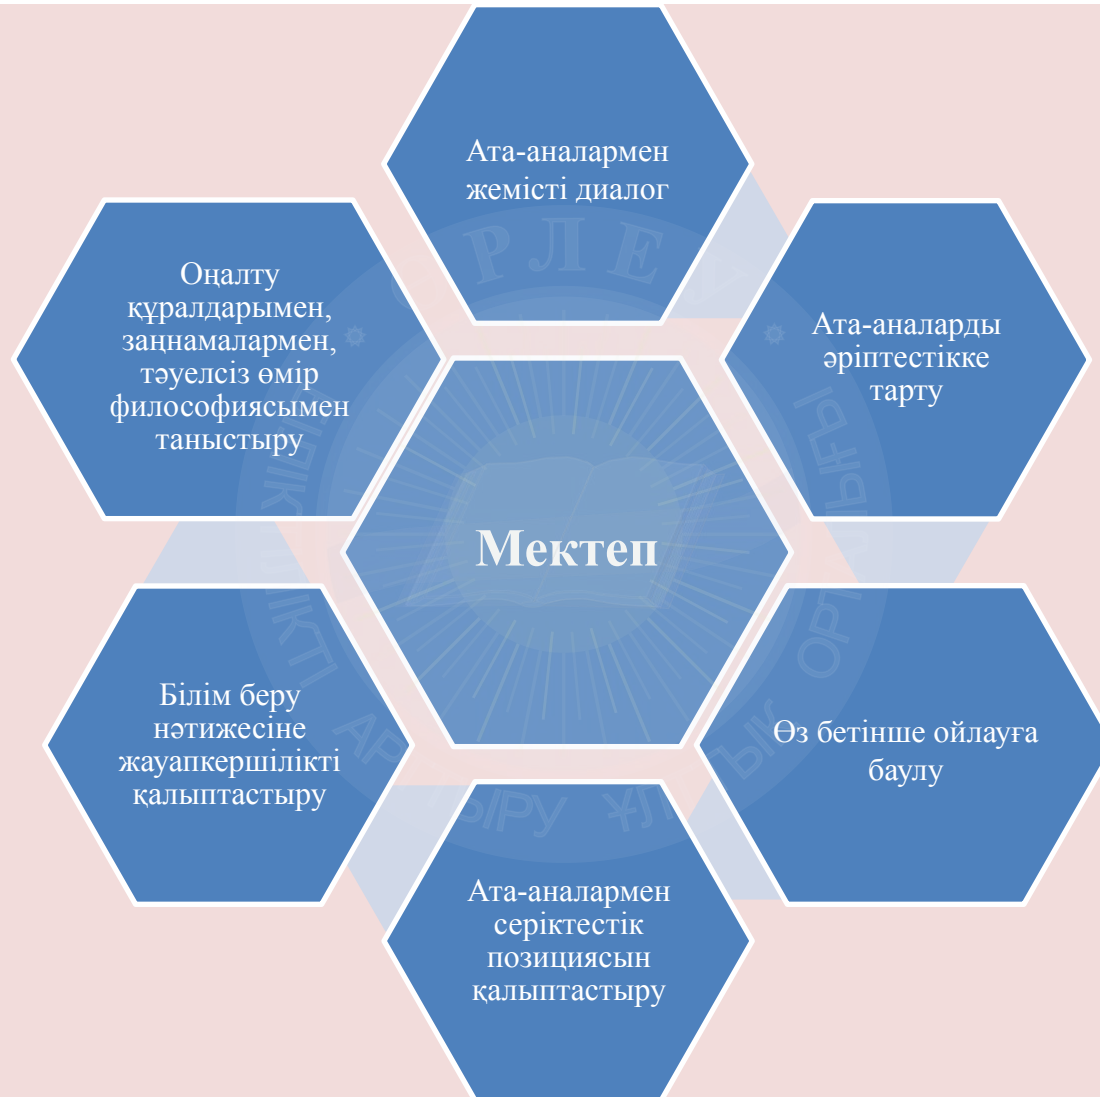 Ата-аналармен
жемісті диалог
Ата-аналарды
әріптестікке
тарту
Өз бетінше ойлауға
баулу
Ата-аналармен
серіктестік
позициясын
қалыптастыру
Білім беру
нәтижесіне
жауапкершілікті
қалыптастыру
Оңалту
құралдарымен,
заңнамалармен,
тәуелсіз өмір
философиясымен
таныстыру
Мектеп